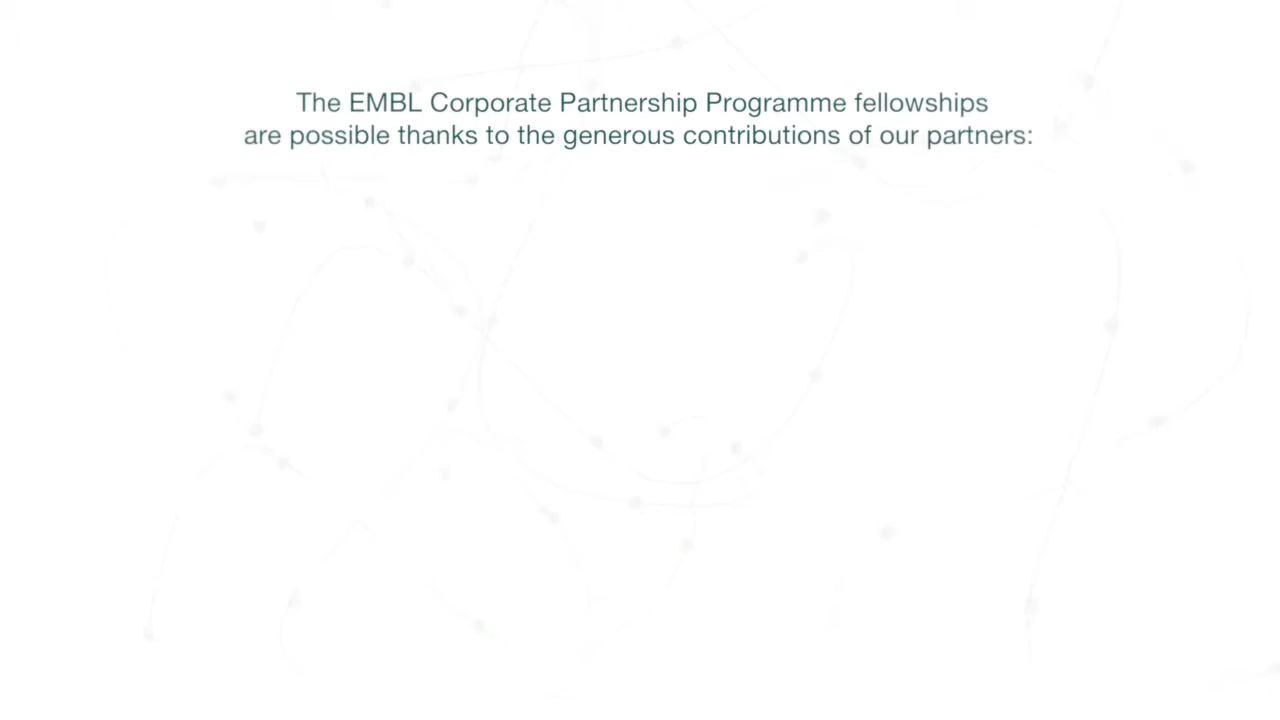 The EMBL Corporate Partnership Programme fellowships
are possible thanks to the generous contributions of our partners: